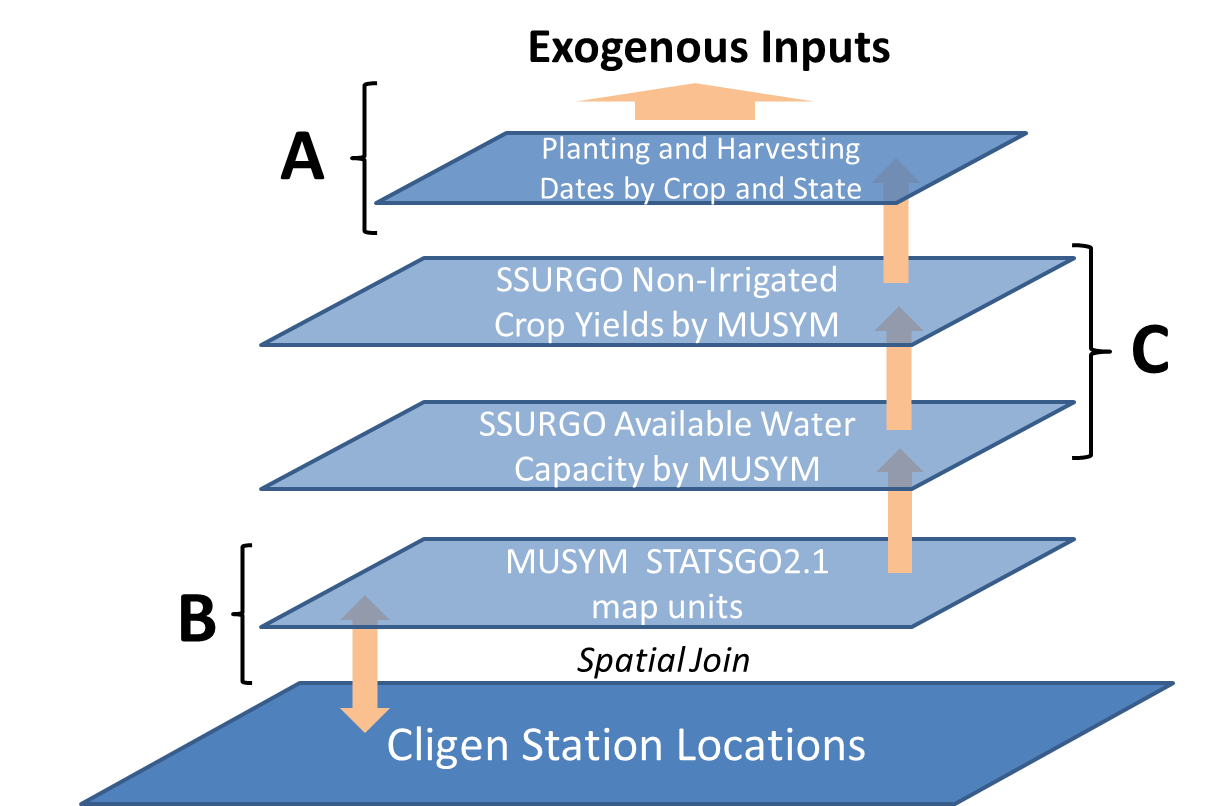 Exogenous Inputs
A
Planting and Harvesting
Dates by Crop and State
SSURGO Non-Irrigated
Crop Yields by MUSYM
C
SSURGO Available Water
Capacity by MUSYM
MUSYM STATSGO2.1
map units
B
Spatial Join
Cligen Station Locations